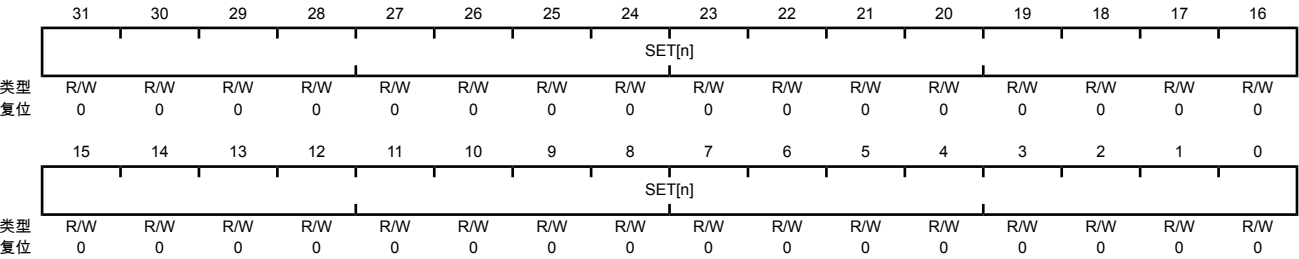 31 30 29 28 27 26 25 24 23 22 21 20 19 18 17 16
SET[n]
类型 R/W R/W R/W R/W R/W R/W R/W R/W R/W R/W R/W R/W R/W R/W R/W R/W
复位 0 0 0 0 0 0 0 0 0 0 0 0 0 0 0 0
15 14 13 12 11 10 9 8 7 6 5 4 3 2 1 0
SET[n]
类型 R/W R/W R/W R/W R/W R/W R/W R/W R/W R/W R/W R/W R/W R/W R/W R/W
复位 0 0 0 0 0 0 0 0 0 0 0 0 0 0 0 0